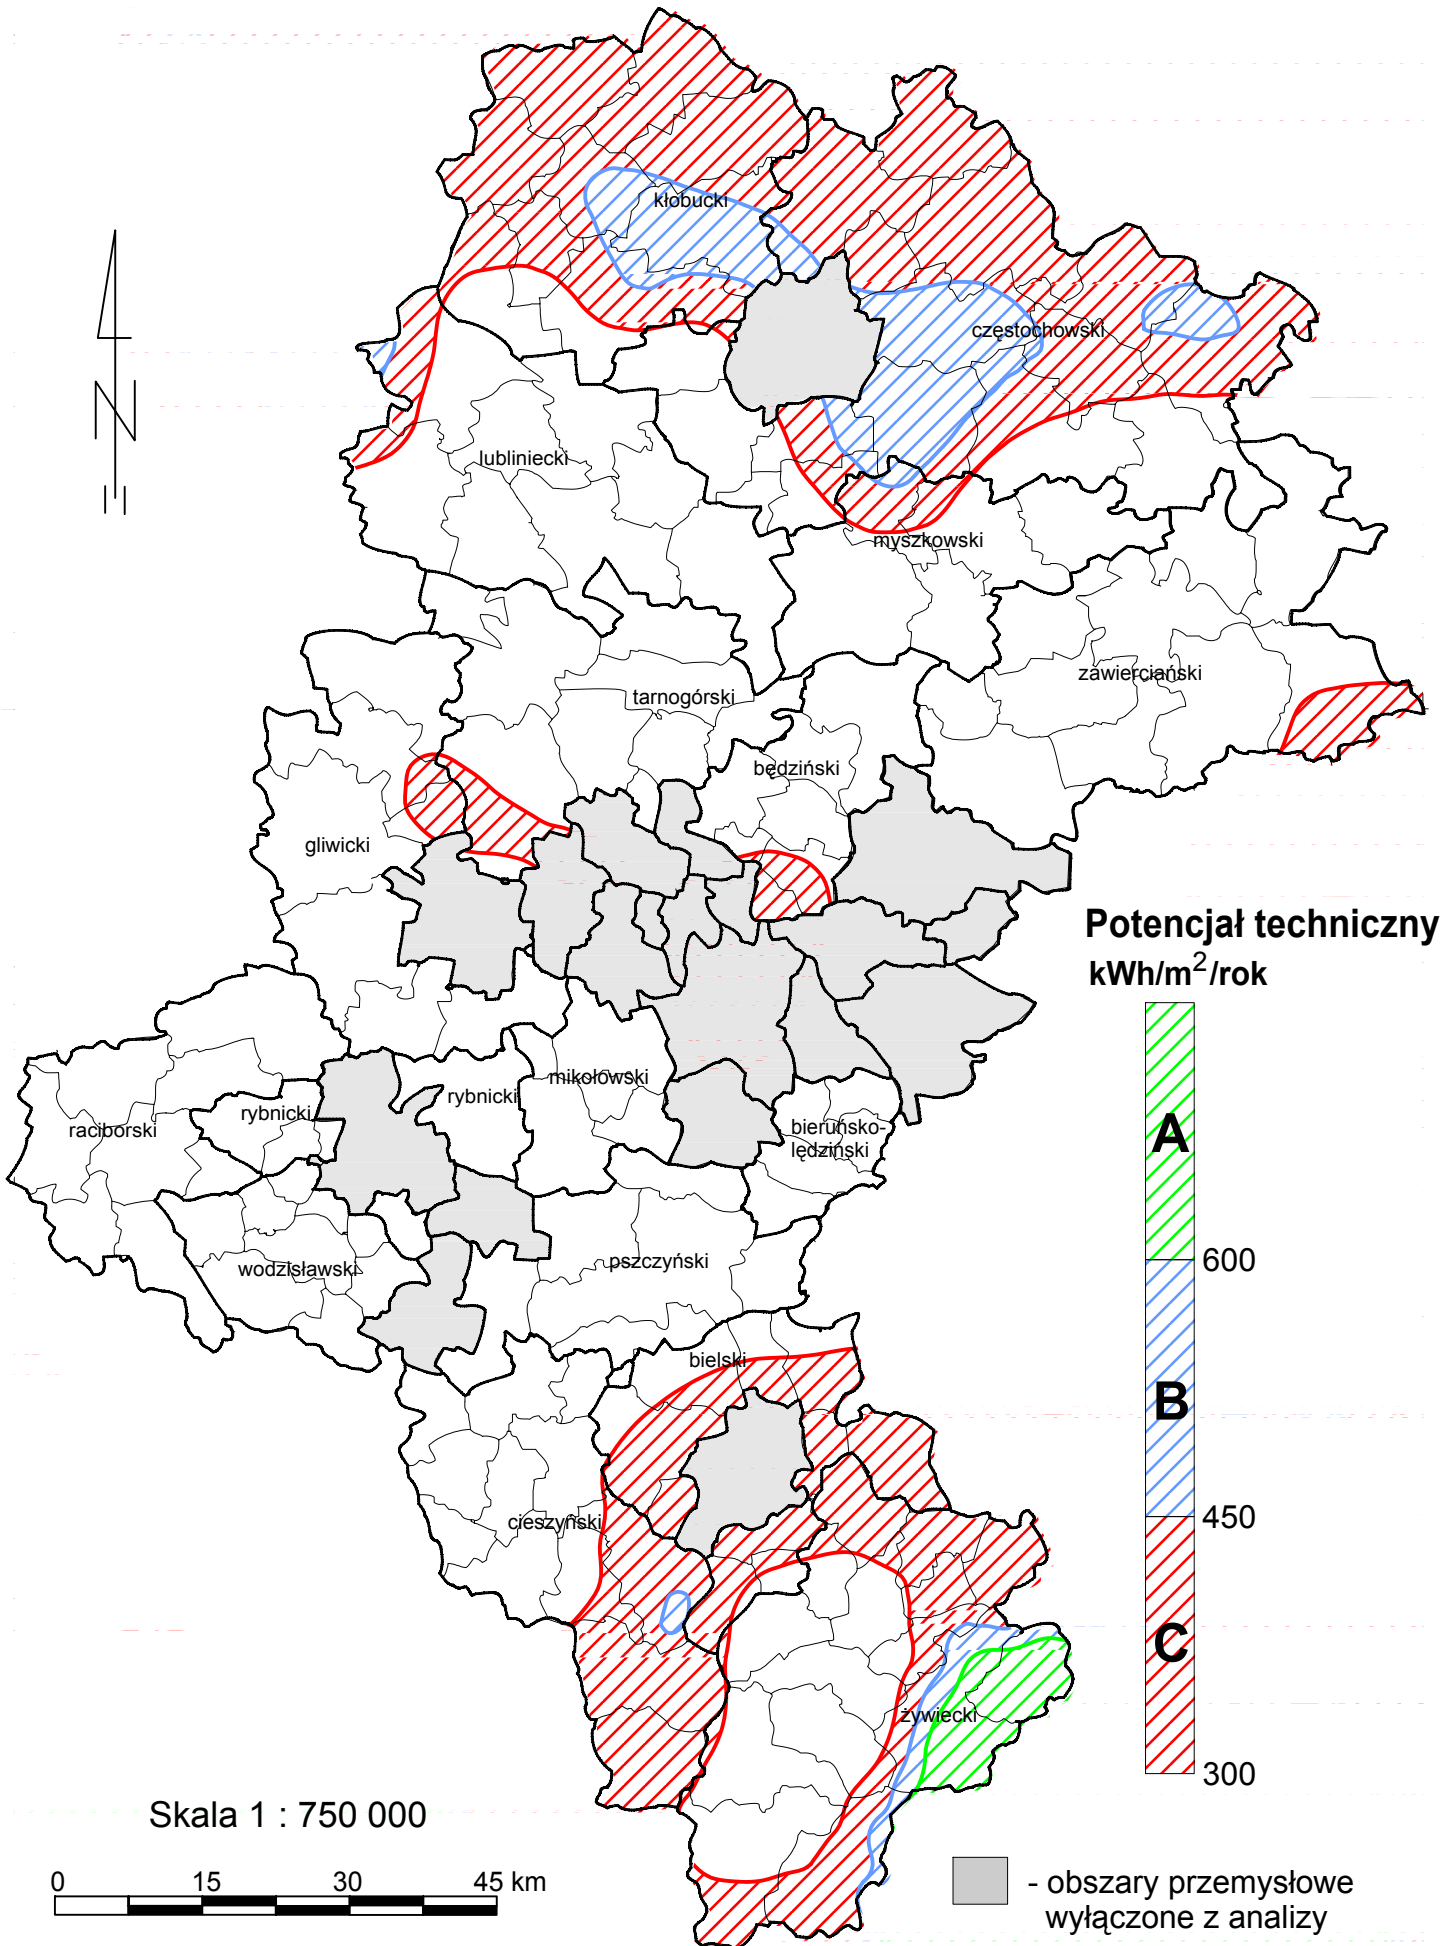 kłobucki
częstochowski
N
lubliniecki
myszkowski
zawierciański
tarnogórski
będziński
gliwicki
Potencjał techniczny
kWh/m²/rok
mikołowski
rybnicki
rybnicki
raciborski
bieruńsko-
lędziński
A
600
pszczyński
wodzisławski
bielski
B
450
cieszyński
C
żywiecki
300
Skala 1 : 750 000
0 15 30 45 km
- obszary przemysłowe
wyłączone z analizy